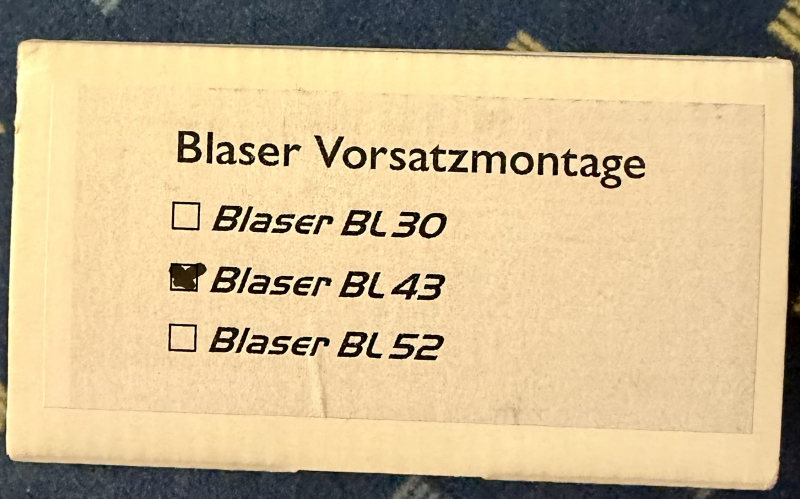 Blaser Vorsatzmontage
Blaser BL30
Blaser BL43
Blaser BL52